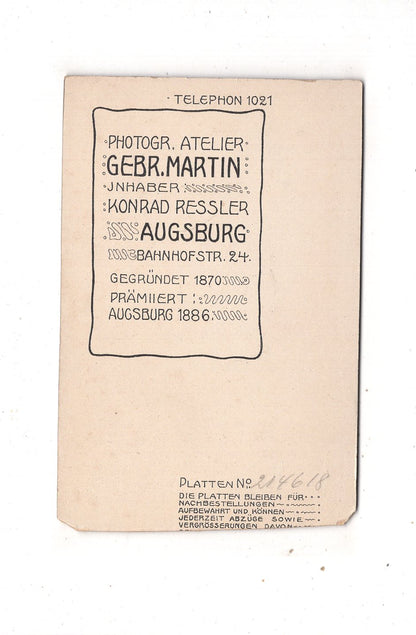 · TELEPHON 1021
PHOTOGR. ATELIER
GEBR. MARTIN
JNHABER
KONRAD RESSLER
AUGSBURG
BAHNHOFSTR. 24.
GEGRÜNDET 1870
PRÄMIIERT :
AUGSBURG 1886.
PLATTEN No. 214618
DIE PLATTEN BLEIBEN FÜR · · ·
NACHBESTELLUNGEN
AUFBEWAHRT UND KÖNNEN
JEDERZEIT ABZÜGE SOWIE
VERGRÖSSERUNGEN DAVON